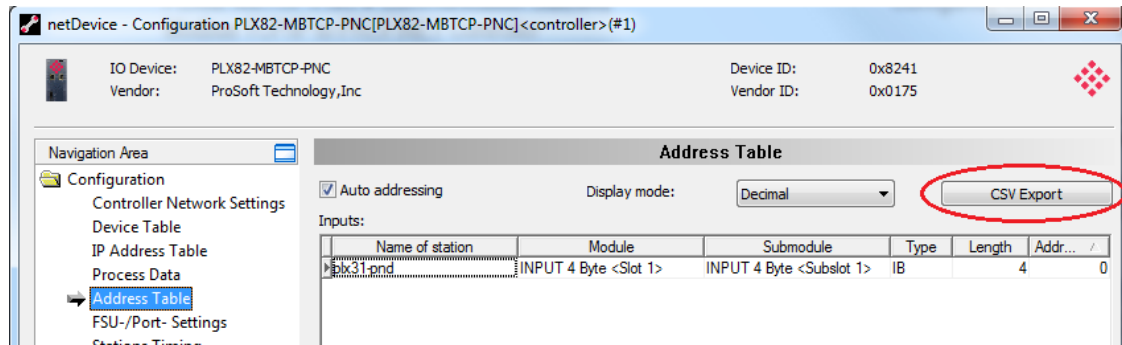 netDevice - Configuration PLX82-MBTCP-PNC[PLX82-MBTCP-PNC]<controller>(#1)
IO Device: PLX82-MBTCP-PNC Device ID: 0x8241
Vendor: ProSoft Technology,Inc Vendor ID: 0x0175
Navigation Area
Address Table
Configuration
Controller Network Settings
Device Table
IP Address Table
Process Data
Address Table
FSU-/Port- Settings
Stations Timing
Auto addressing Display mode: Decimal CSV Export
Inputs:
Name of station Module Submodule Type Length Addr...
plx31-pnd INPUT 4 Byte <Slot 1> INPUT 4 Byte <Subslot 1> IB 4 0